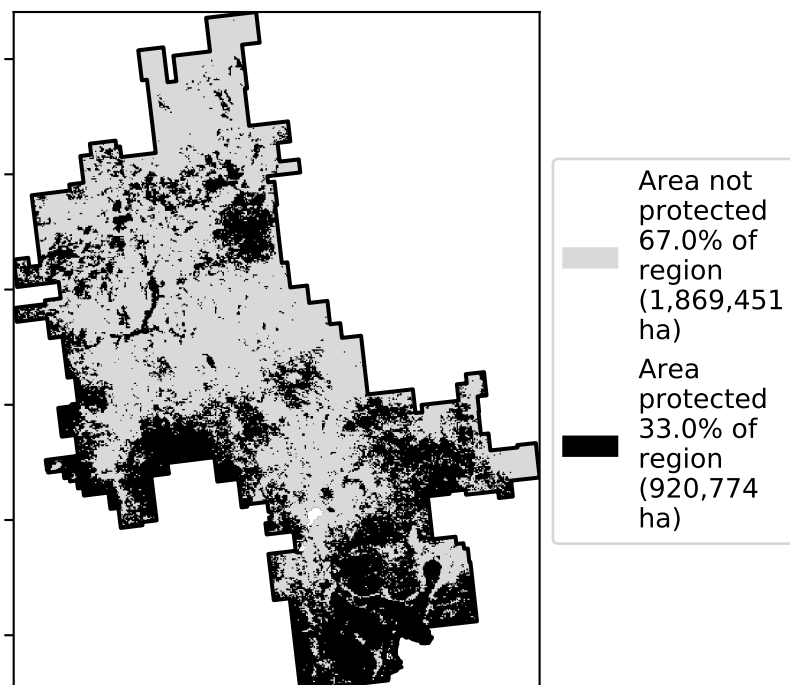 Area not
protected
67.0% of
region
(1,869,451
ha)
Area
protected
33.0% of
region
(920,774
ha)